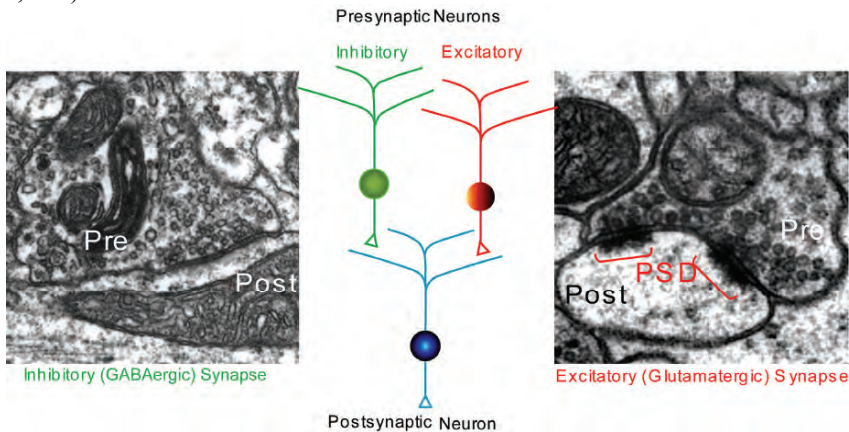 Presynaptic Neurons
Inhibitory
Excitatory
Pre
Post
Pre
PSD
Post
Inhibitory (GABAergic) Synapse
Excitatory (Glutamatergic) Synapse
Postsynaptic Neuron